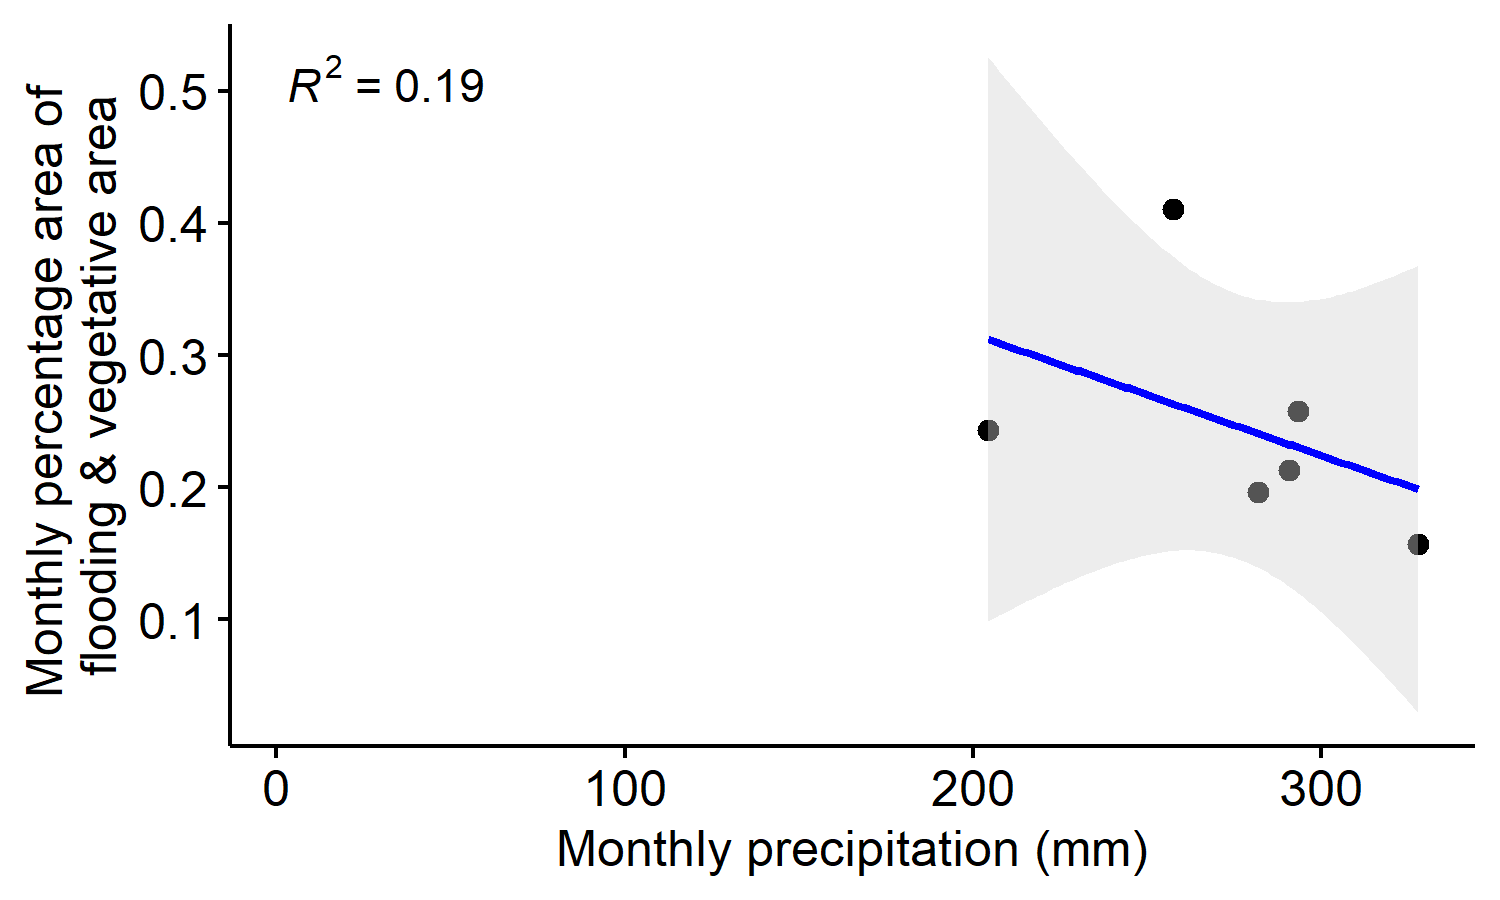 Monthly percentage area of
flooding & vegetative area
R² = 0.19
0.5
0.4
0.3
0.2
0.1
0 100 200 300
Monthly precipitation (mm)